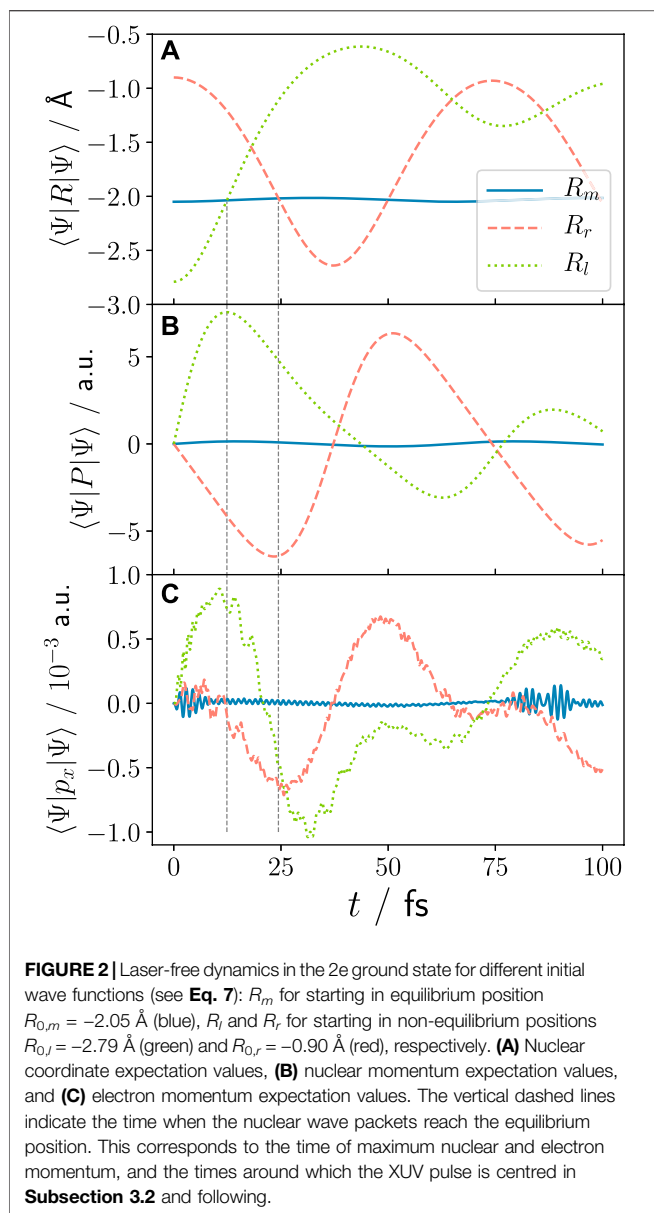 A
−0.5
−1.0
−1.5
−2.0
−2.5
−3.0
⟨Ψ|R|Ψ⟩ / Å
R_m
R_r
R_l
B
5
0
−5
⟨Ψ|P|Ψ⟩ / a.u.
C
1.0
0.5
0.0
−0.5
−1.0
⟨Ψ|p_x|Ψ⟩ / 10⁻³ a.u.
0 25 50 75 100
t / fs
FIGURE 2 | Laser-free dynamics in the 2e ground state for different initial
wave functions (see Eq. 7): R_m for starting in equilibrium position
R_{0,m} = −2.05 Å (blue), R_l and R_r for starting in non-equilibrium positions
R_{0,l} = −2.79 Å (green) and R_{0,r} = −0.90 Å (red), respectively. (A) Nuclear
coordinate expectation values, (B) nuclear momentum expectation values,
and (C) electron momentum expectation values. The vertical dashed lines
indicate the time when the nuclear wave packets reach the equilibrium
position. This corresponds to the time of maximum nuclear and electron
momentum, and the times around which the XUV pulse is centred in
Subsection 3.2 and following.